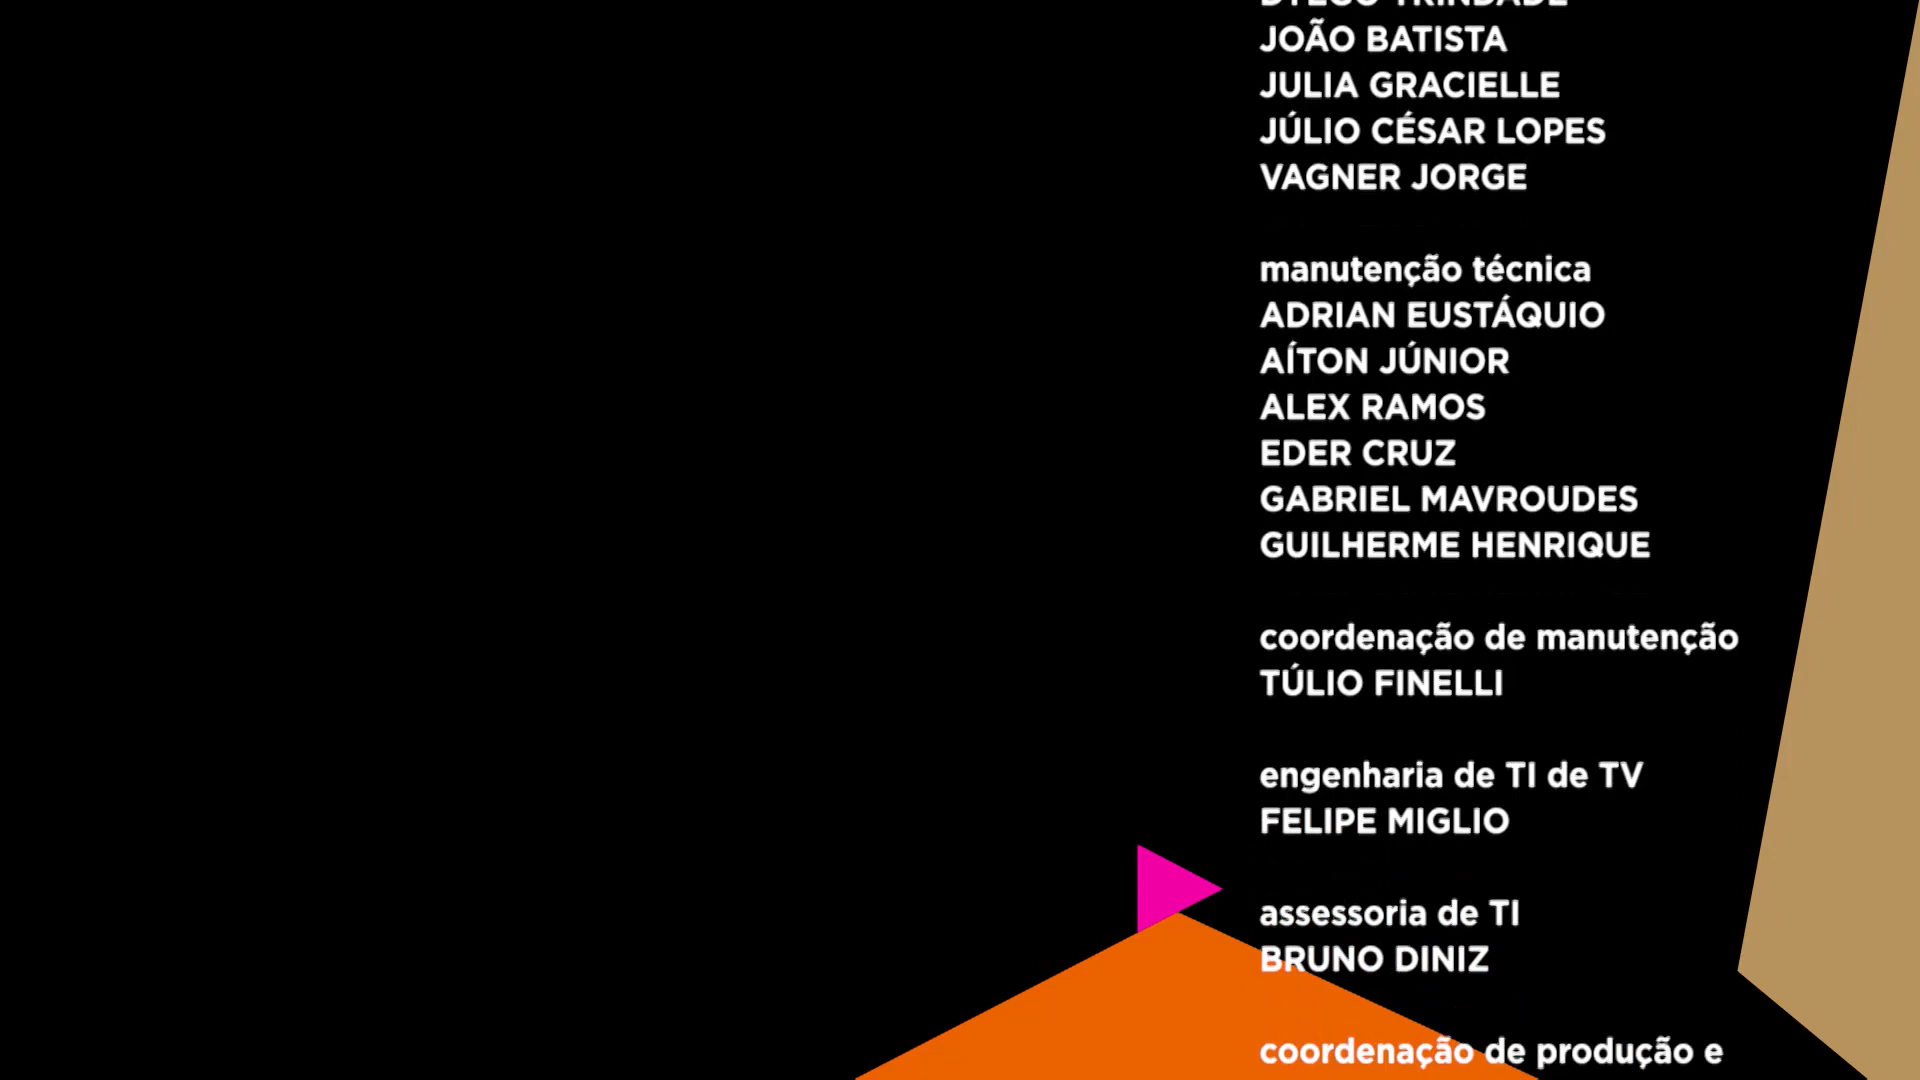 JOÃO BATISTA
JULIA GRACIELLE
JÚLIO CÉSAR LOPES
VAGNER JORGE
manutenção técnica
ADRIAN EUSTÁQUIO
AÍTON JÚNIOR
ALEX RAMOS
EDER CRUZ
GABRIEL MAVROUDES
GUILHERME HENRIQUE
coordenação de manutenção
TÚLIO FINELLI
engenharia de TI de TV
FELIPE MIGLIO
assessoria de TI
BRUNO DINIZ
coordenação de produção e